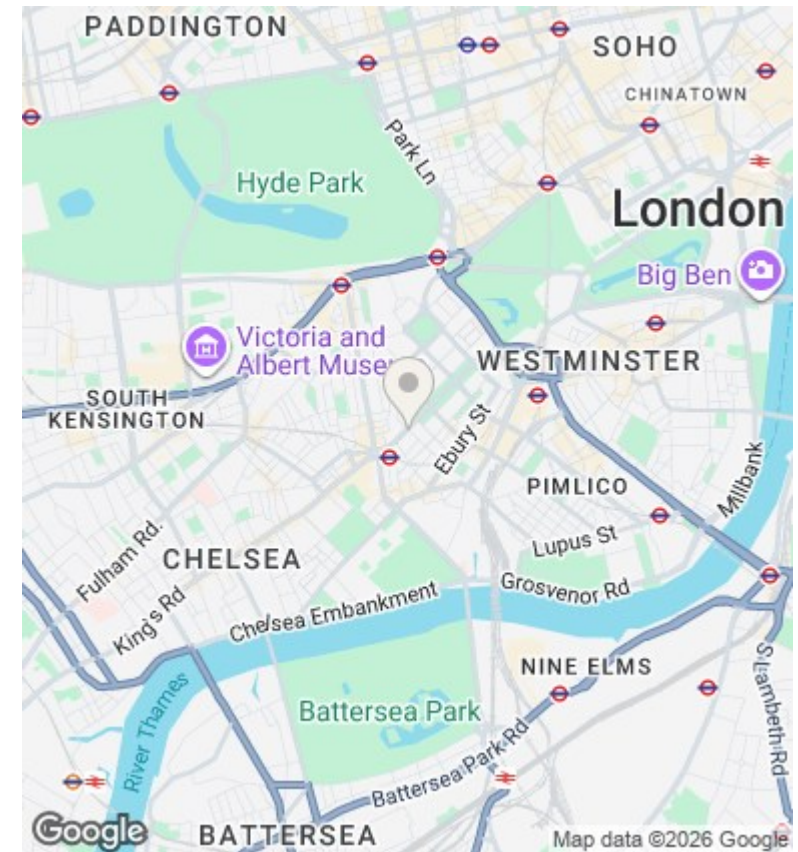 PADDINGTON
SOHO
CHINATOWN
Park Ln
Hyde Park
London
Big Ben
Victoria and
Albert Museu
WESTMINSTER
SOUTH
KENSINGTON
Ebury St
PIMLICO
Millbank
Lupus St
Fulham Rd.
CHELSEA
Grosvenor Rd
King's Rd
Chelsea Embankment
NINE ELMS
S Lambeth Rd
River Thames
Battersea Park
Battersea Park Rd
Google
BATTERSEA
Map data ©2026 Google